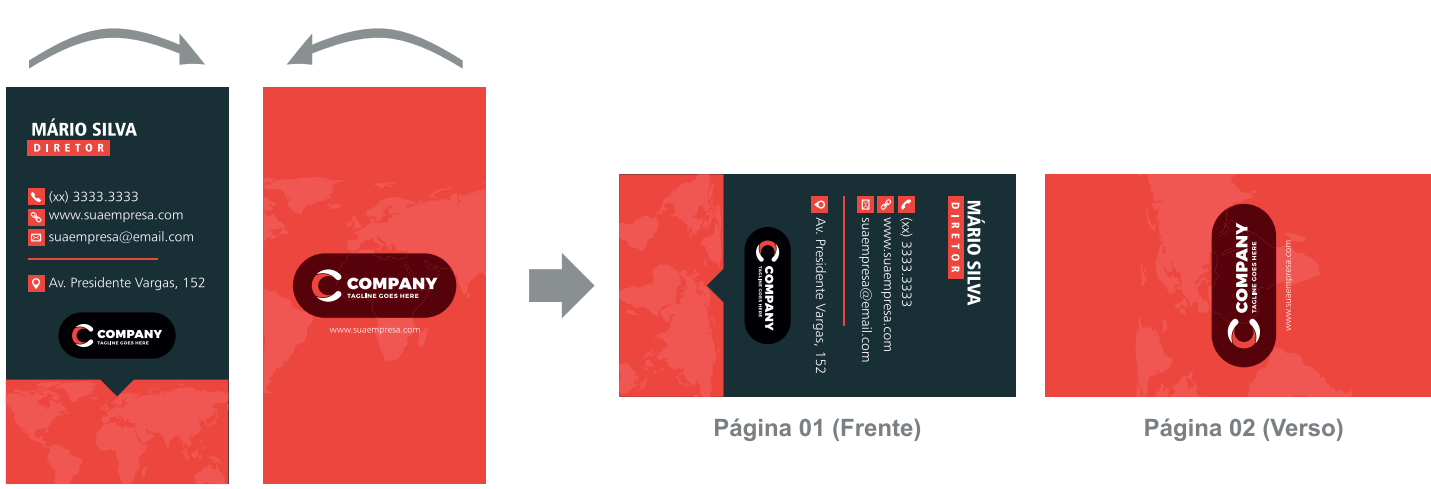 MÁRIO SILVA
DIRETOR
(xx) 3333.3333
www.suaempresa.com
suaempresa@email.com
Av. Presidente Vargas, 152
COMPANY
TAGLINE GOES HERE
COMPANY
TAGLINE GOES HERE
www.suaempresa.com
MÁRIO SILVA
DIRETOR
(xx) 3333.3333
www.suaempresa.com
suaempresa@email.com
Av. Presidente Vargas, 152
COMPANY
TAGLINE GOES HERE
Página 01 (Frente)
COMPANY
TAGLINE GOES HERE
www.suaempresa.com
Página 02 (Verso)